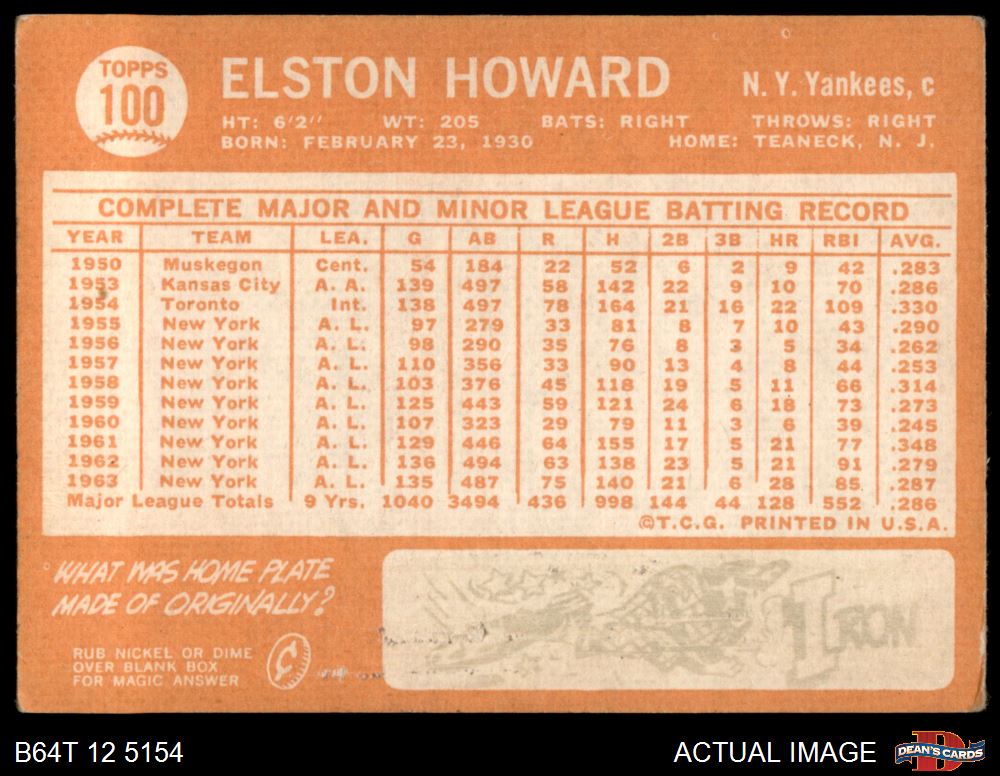 TOPPS
100
ELSTON HOWARD
N. Y. Yankees, c
HT: 6'2" WT: 205 BATS: RIGHT THROWS: RIGHT
BORN: FEBRUARY 23, 1930 HOME: TEANECK, N. J.
COMPLETE MAJOR AND MINOR LEAGUE BATTING RECORD
YEAR TEAM LEA. G AB R H 2B 3B HR RBI AVG.
1950 Muskegon Cent. 54 184 22 52 6 2 9 42 .283
1953 Kansas City A. A. 139 497 58 142 22 9 10 70 .286
1954 Toronto Int. 138 497 78 164 21 16 22 109 .330
1955 New York A. L. 97 279 33 81 8 7 10 43 .290
1956 New York A. L. 98 290 35 76 8 3 5 34 .262
1957 New York A. L. 110 356 33 90 13 4 8 44 .253
1958 New York A. L. 103 376 45 118 19 5 11 66 .314
1959 New York A. L. 125 443 59 121 24 6 18 73 .273
1960 New York A. L. 107 323 29 79 11 3 6 39 .245
1961 New York A. L. 129 446 64 155 17 5 21 77 .348
1962 New York A. L. 136 494 63 138 23 5 21 91 .279
1963 New York A. L. 135 487 75 140 21 6 28 85 .287
Major League Totals 9 Yrs. 1040 3494 436 998 144 44 128 552 .286
©T.C.G. PRINTED IN U.S.A.
WHAT WAS HOME PLATE
MADE OF ORIGINALLY?
RUB NICKEL OR DIME
OVER BLANK BOX
FOR MAGIC ANSWER
¢
IRON
B64T 12 5154
ACTUAL IMAGE
D
DEAN'S CARDS